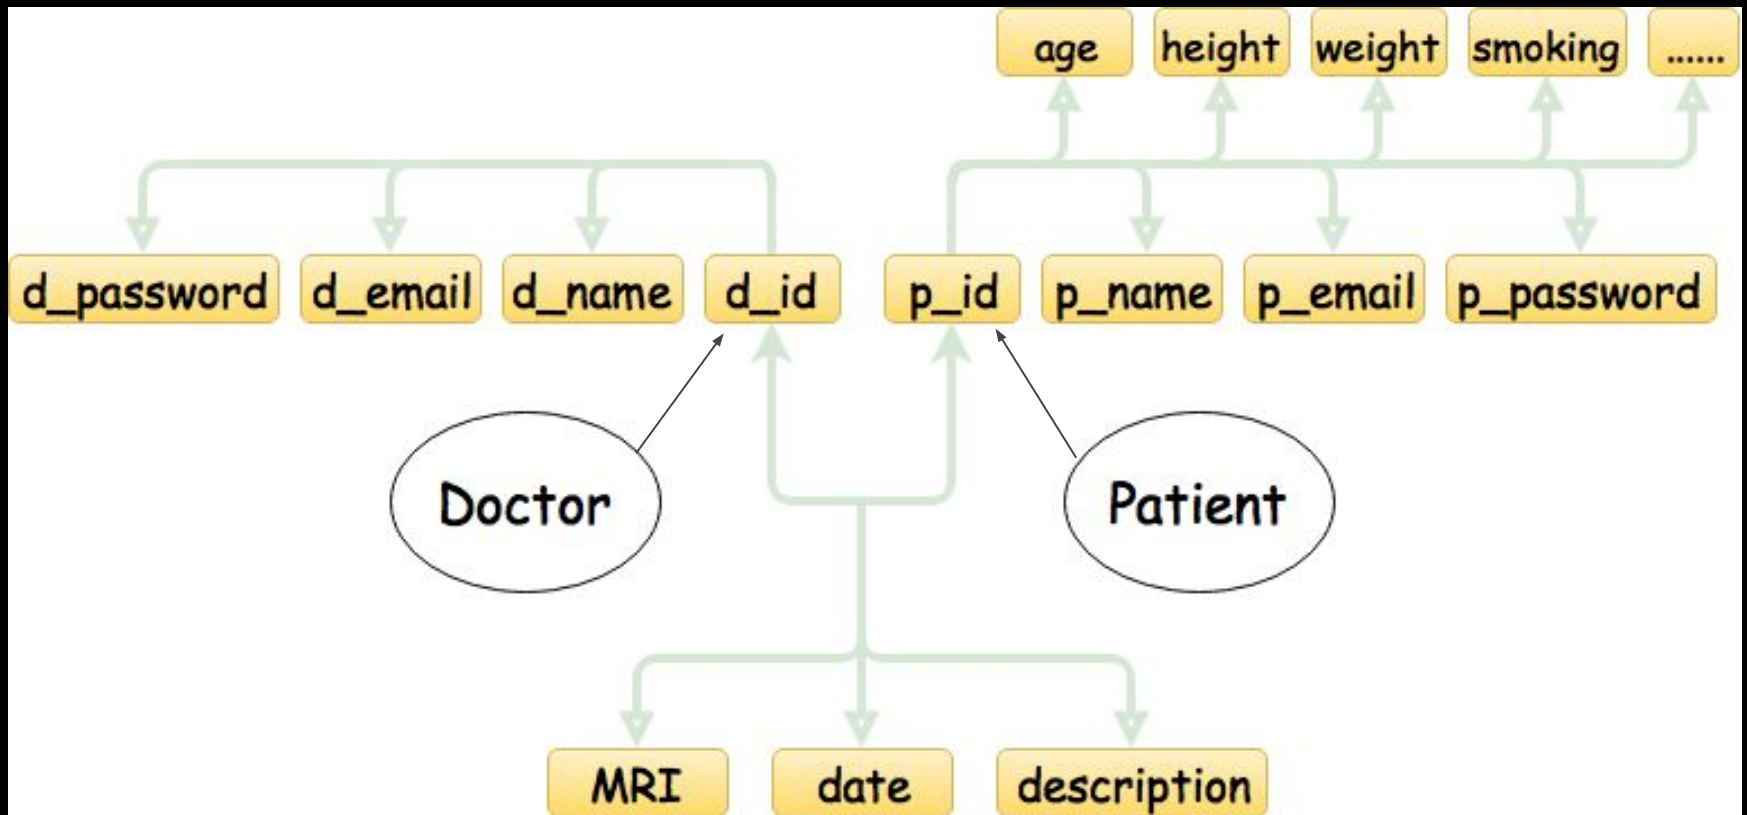 age height weight smoking ......
d_password d_email d_name d_id p_id p_name p_email p_password
Doctor Patient
MRI date description